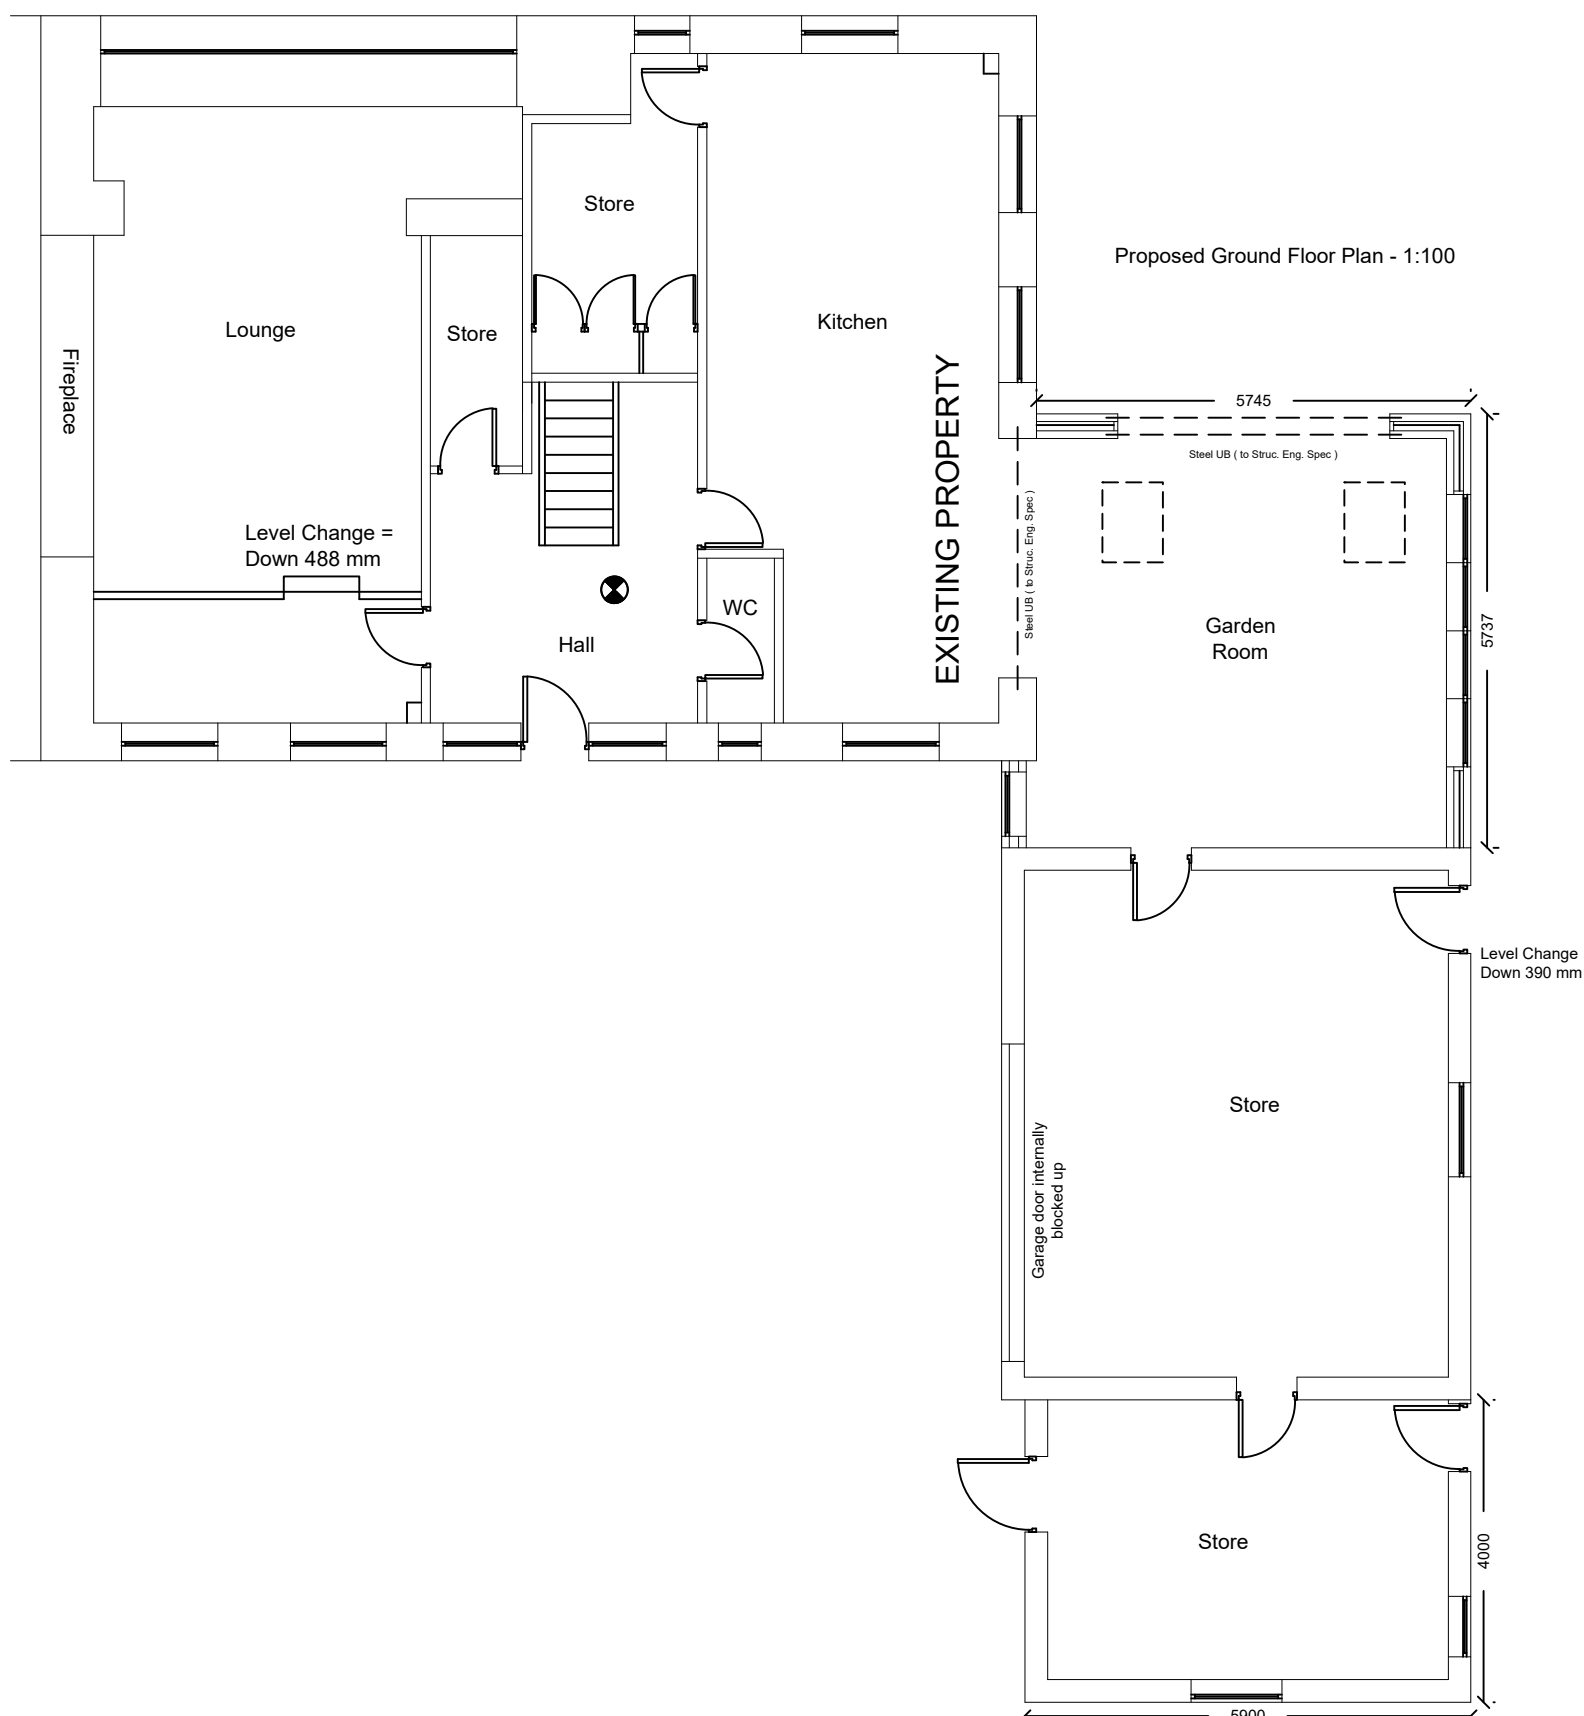 Store
Proposed Ground Floor Plan - 1:100
Lounge
Store
Kitchen
Fireplace
EXISTING PROPERTY
5745
Steel UB ( to Struc. Eng. Spec )
Steel UB ( to Struc. Eng. Spec )
Level Change =
Down 488 mm
WC
Hall
Garden
Room
5737
Level Change
Down 390 mm
Store
Garage door internally
blocked up
Store
4000
5900